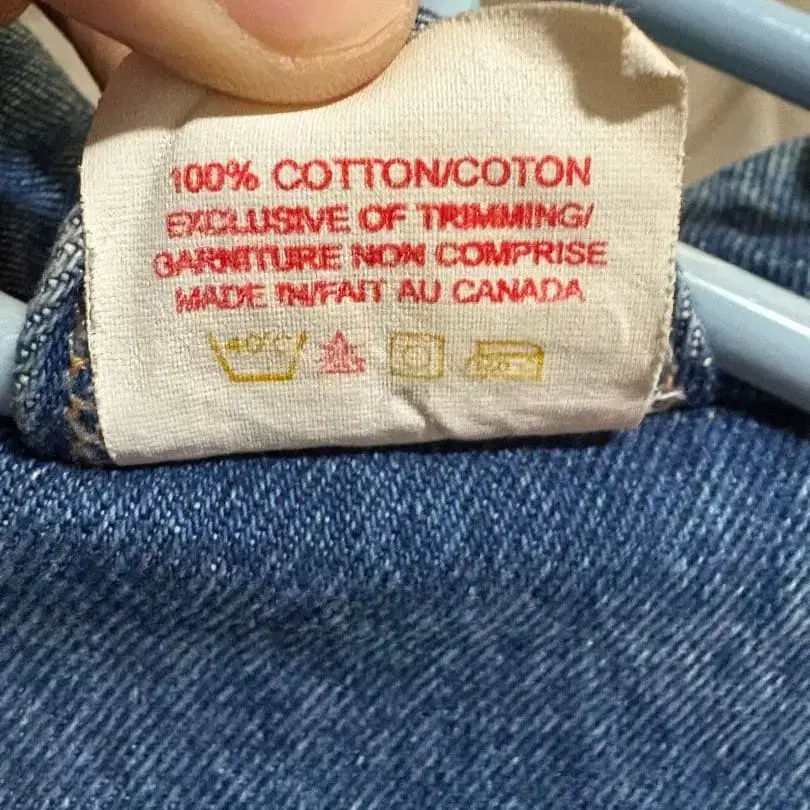 100% COTTON/COTON
EXCLUSIVE OF TRIMMING/
GARNITURE NON COMPRISE
MADE IN/FAIT AU CANADA